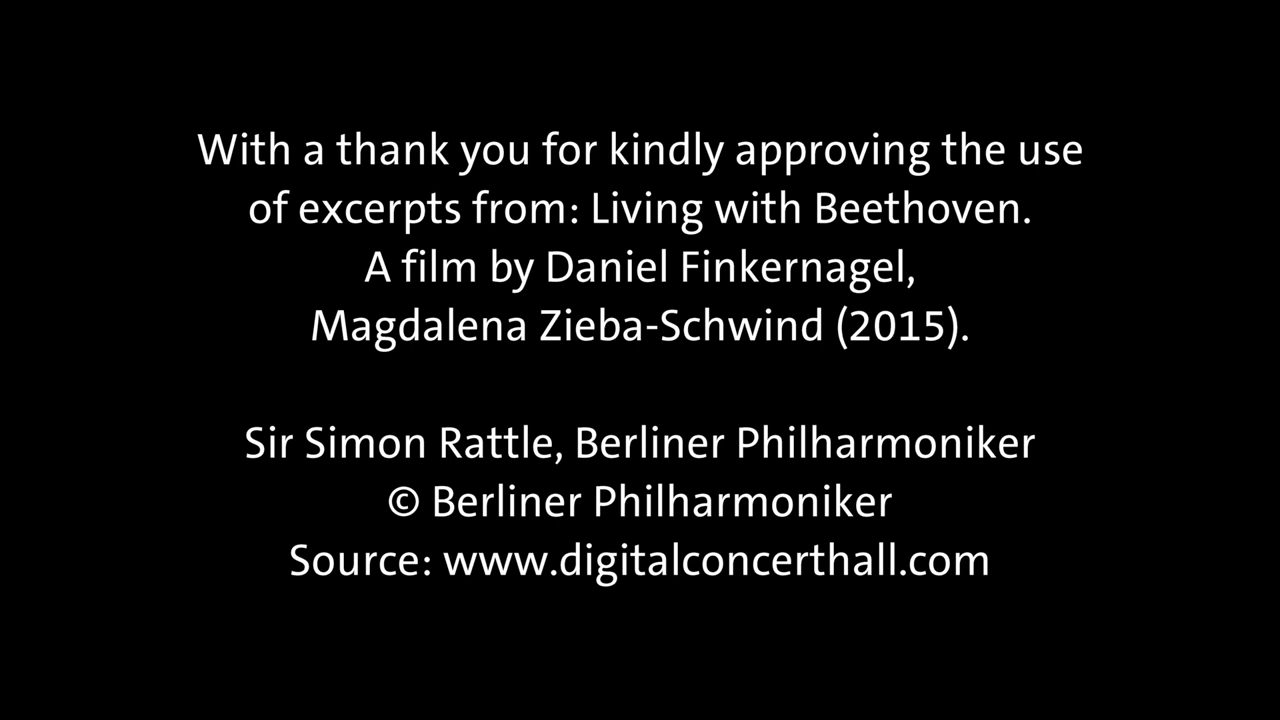 With a thank you for kindly approving the use
of excerpts from: Living with Beethoven.
A film by Daniel Finkernagel,
Magdalena Zieba-Schwind (2015).
Sir Simon Rattle, Berliner Philharmoniker
© Berliner Philharmoniker
Source: www.digitalconcerthall.com